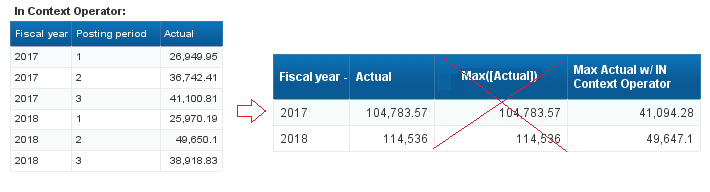 In Context Operator:
Fiscal year Posting period Actual
2017 1 26,949.95
2017 2 36,742.41
2017 3 41,100.81
2018 1 25,970.19
2018 2 49,650.1
2018 3 38,918.83
Fiscal year - Actual Max([Actual]) Max Actual w/ IN
Context Operator
2017 104,783.57 104,783.57 41,094.28
2018 114,536 114,536 49,647.1